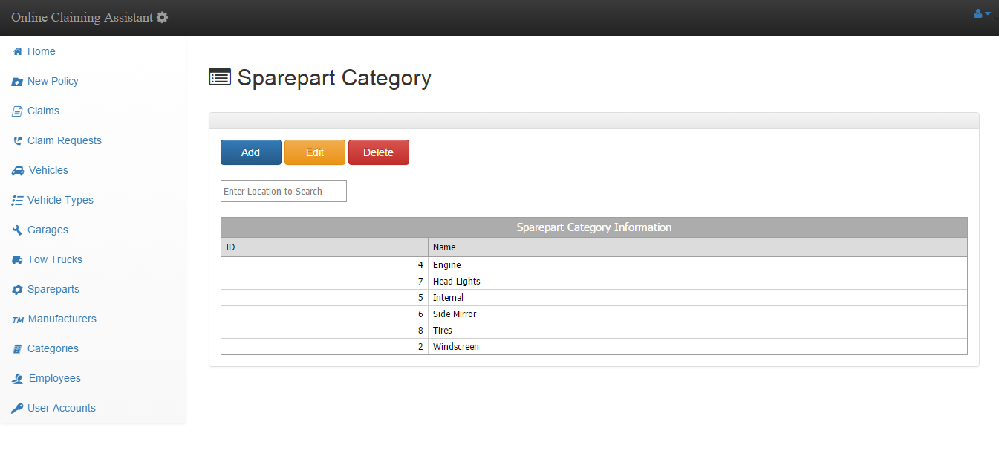 Online Claiming Assistant
Home
New Policy
Claims
Claim Requests
Vehicles
Vehicle Types
Garages
Tow Trucks
Spareparts
TM Manufacturers
Categories
Employees
User Accounts
Sparepart Category
Add Edit Delete
Enter Location to Search
Sparepart Category Information
ID Name
4 Engine
7 Head Lights
5 Internal
6 Side Mirror
8 Tires
2 Windscreen